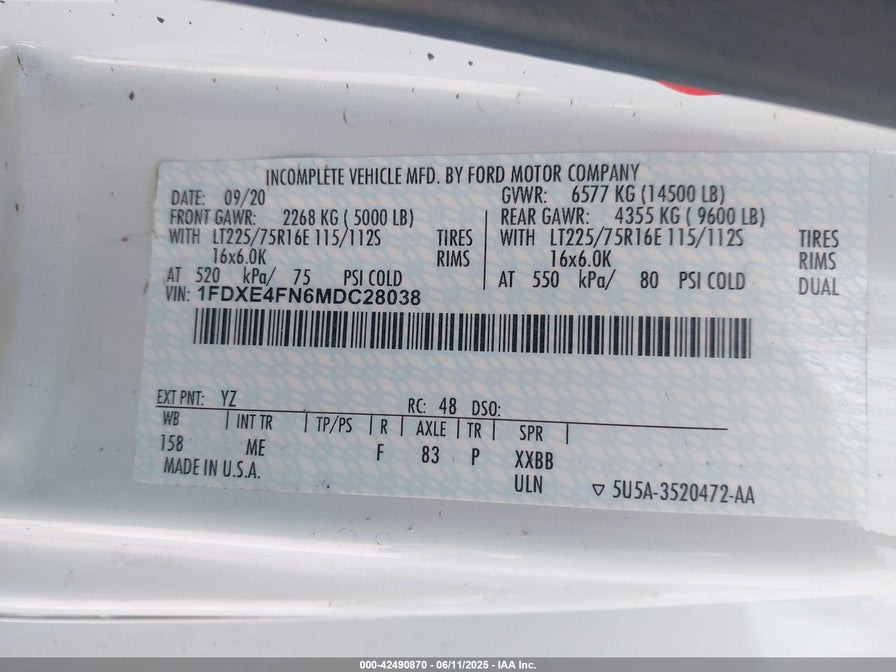 INCOMPLETE VEHICLE MFD. BY FORD MOTOR COMPANY
DATE: 09/20 GVWR: 6577 KG (14500 LB)
FRONT GAWR: 2268 KG ( 5000 LB) REAR GAWR: 4355 KG ( 9600 LB)
WITH LT225/75R16E 115/112S TIRES WITH LT225/75R16E 115/112S TIRES
16x6.0K RIMS 16x6.0K RIMS
AT 520 kPa/ 75 PSI COLD AT 550 kPa/ 80 PSI COLD DUAL
VIN: 1FDXE4FN6MDC28038
EXT PNT: YZ RC: 48 DSO:
WB INT TR TP/PS R AXLE TR SPR
158 ME F 83 P XXBB
MADE IN U.S.A. ULN ▽ 5U5A-3520472-AA
000-42490870 - 06/11/2025 - IAA Inc.